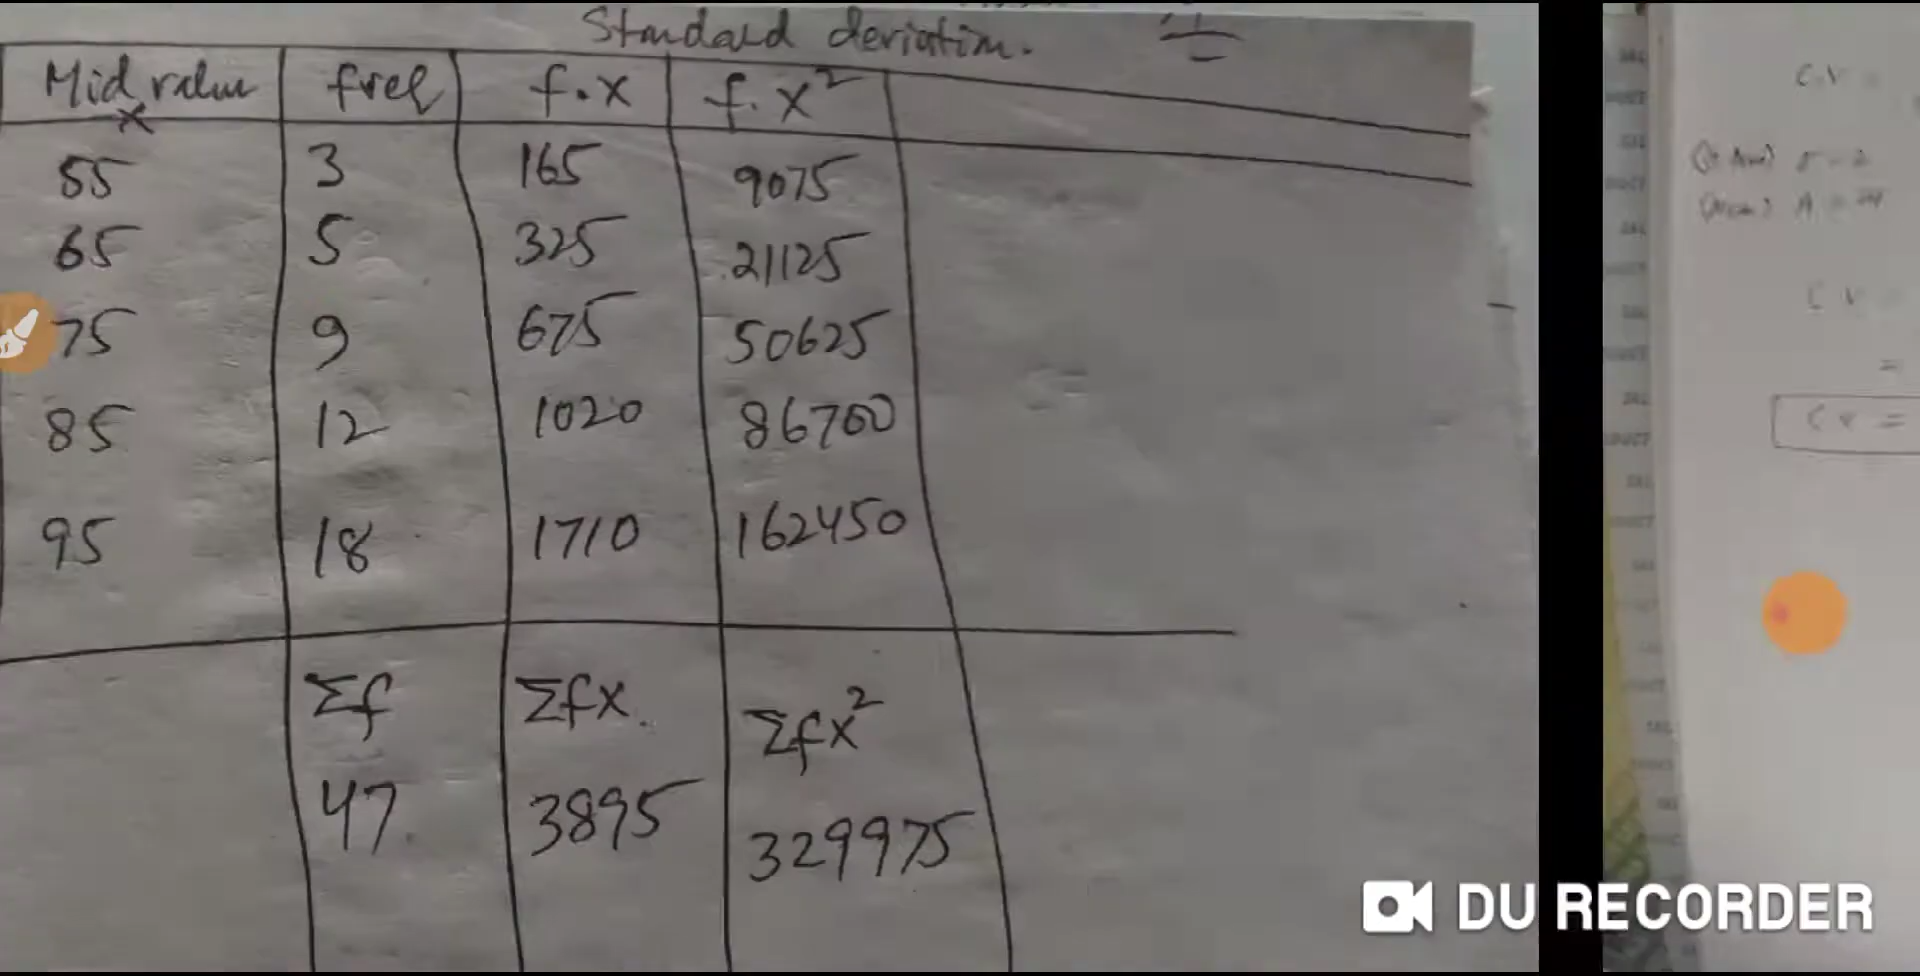 Standard deviation.
Mid value x freq f.x f.x²
55 3 165 9075
65 5 325 21125
75 9 675 50625
85 12 1020 86700
95 18 1710 162450
Σf Σfx Σfx²
47 3895 329975
C.V =
C V
=
C V =
DU RECORDER